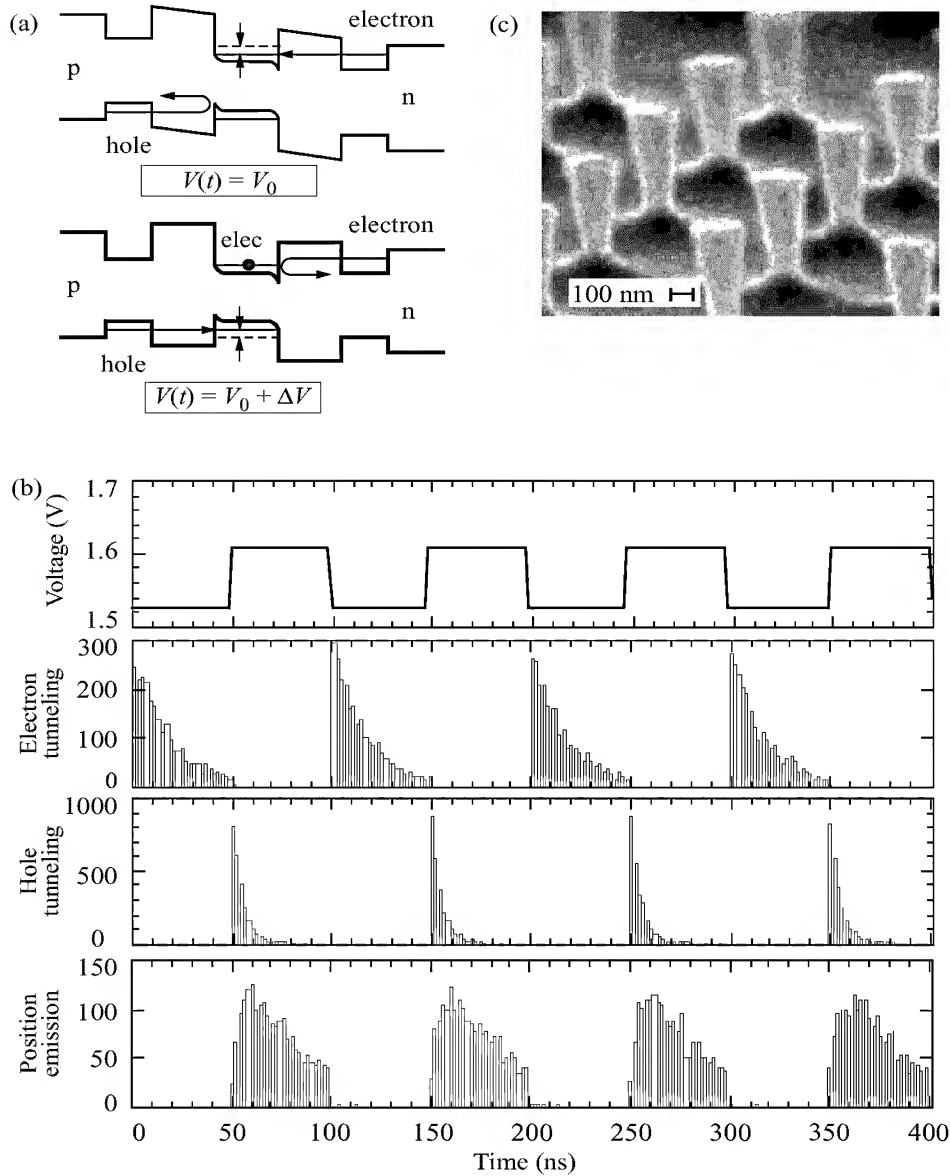 (a)
electron
p
n
hole
V(t) = V₀
elec
electron
p
n
hole
V(t) = V₀ + ΔV
(c)
100 nm
(b)
Voltage (V)
1.7
1.6
1.5
Electron
tunneling
300
200
100
0
Hole
tunneling
1000
500
0
Position
emission
150
100
50
0
0 50 100 150 200 250 300 350 400
Time (ns)